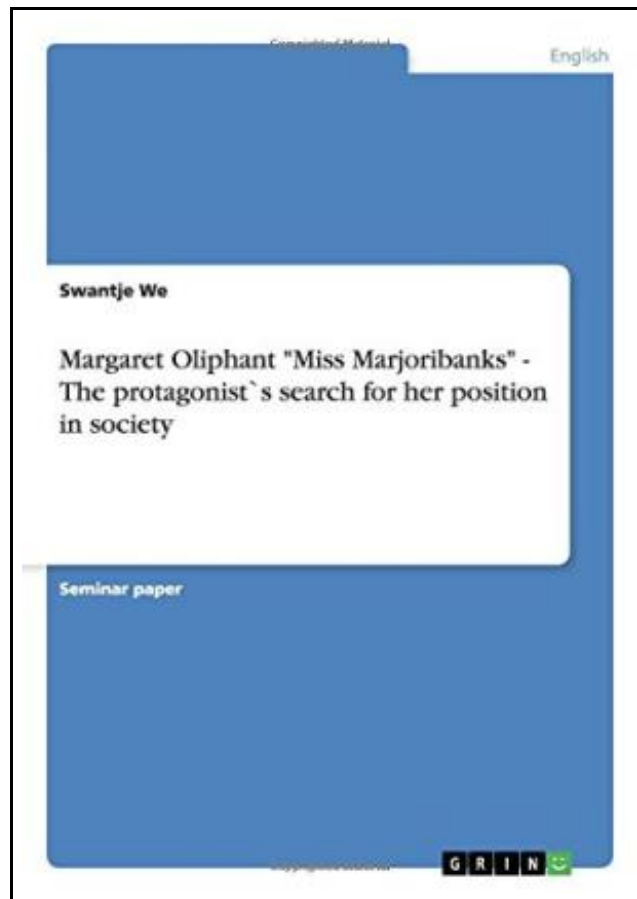 English
Swantje We
Margaret Oliphant "Miss Marjoribanks" -
The protagonist`s search for her position
in society
Seminar paper
GRIN